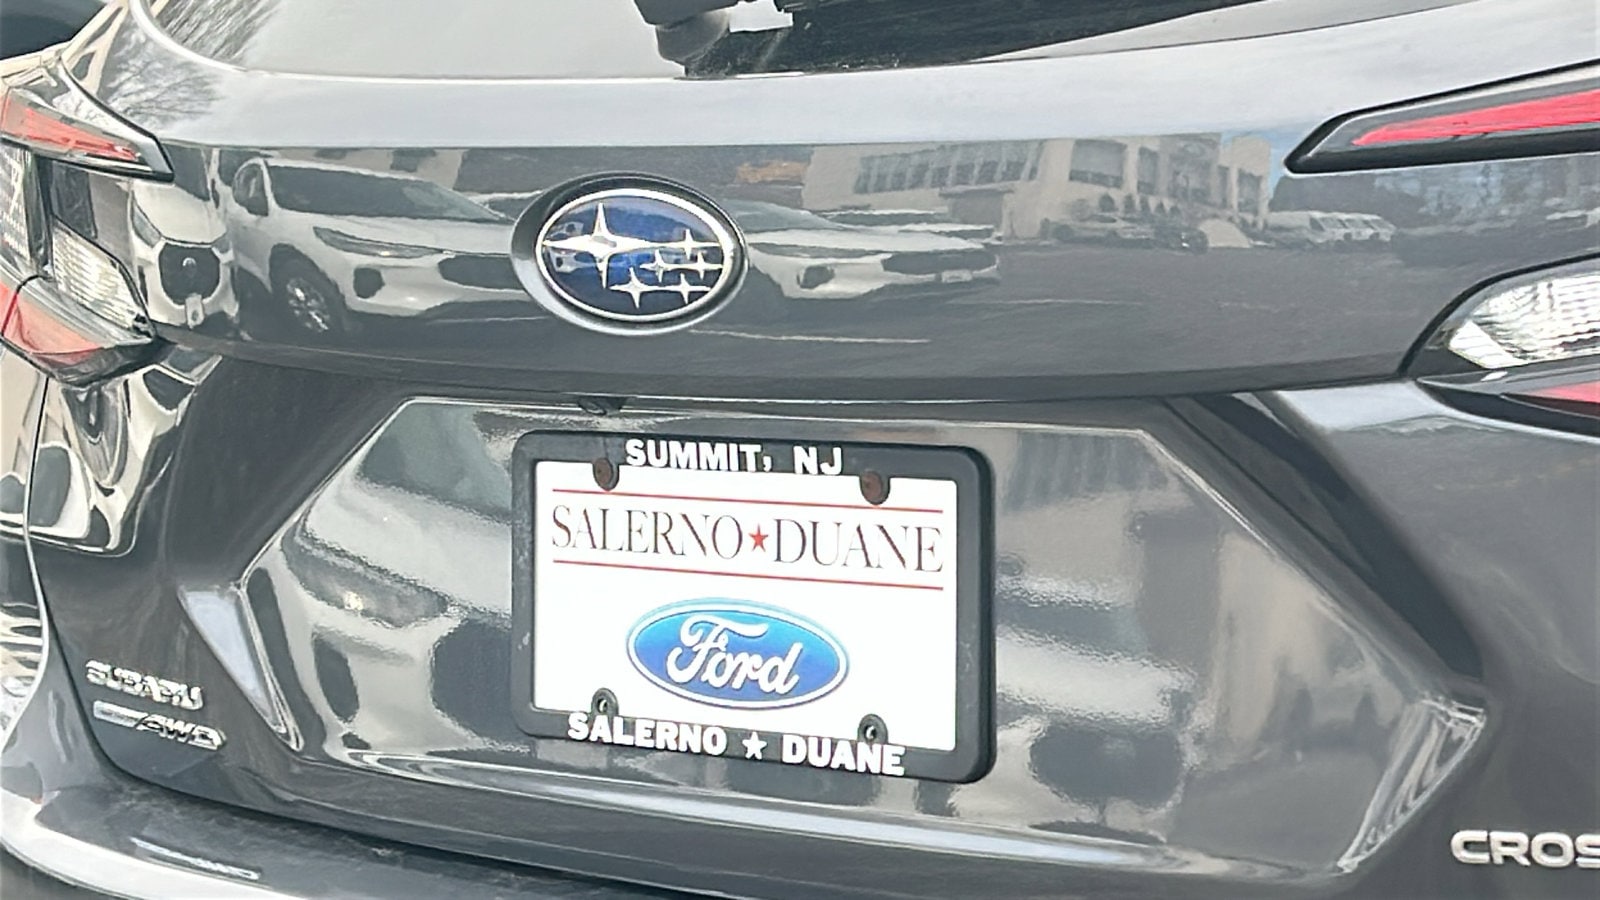 SUMMIT, NJ
SALERNO★DUANE
Ford
SALERNO ★ DUANE
SUBARU
AWD
CROS